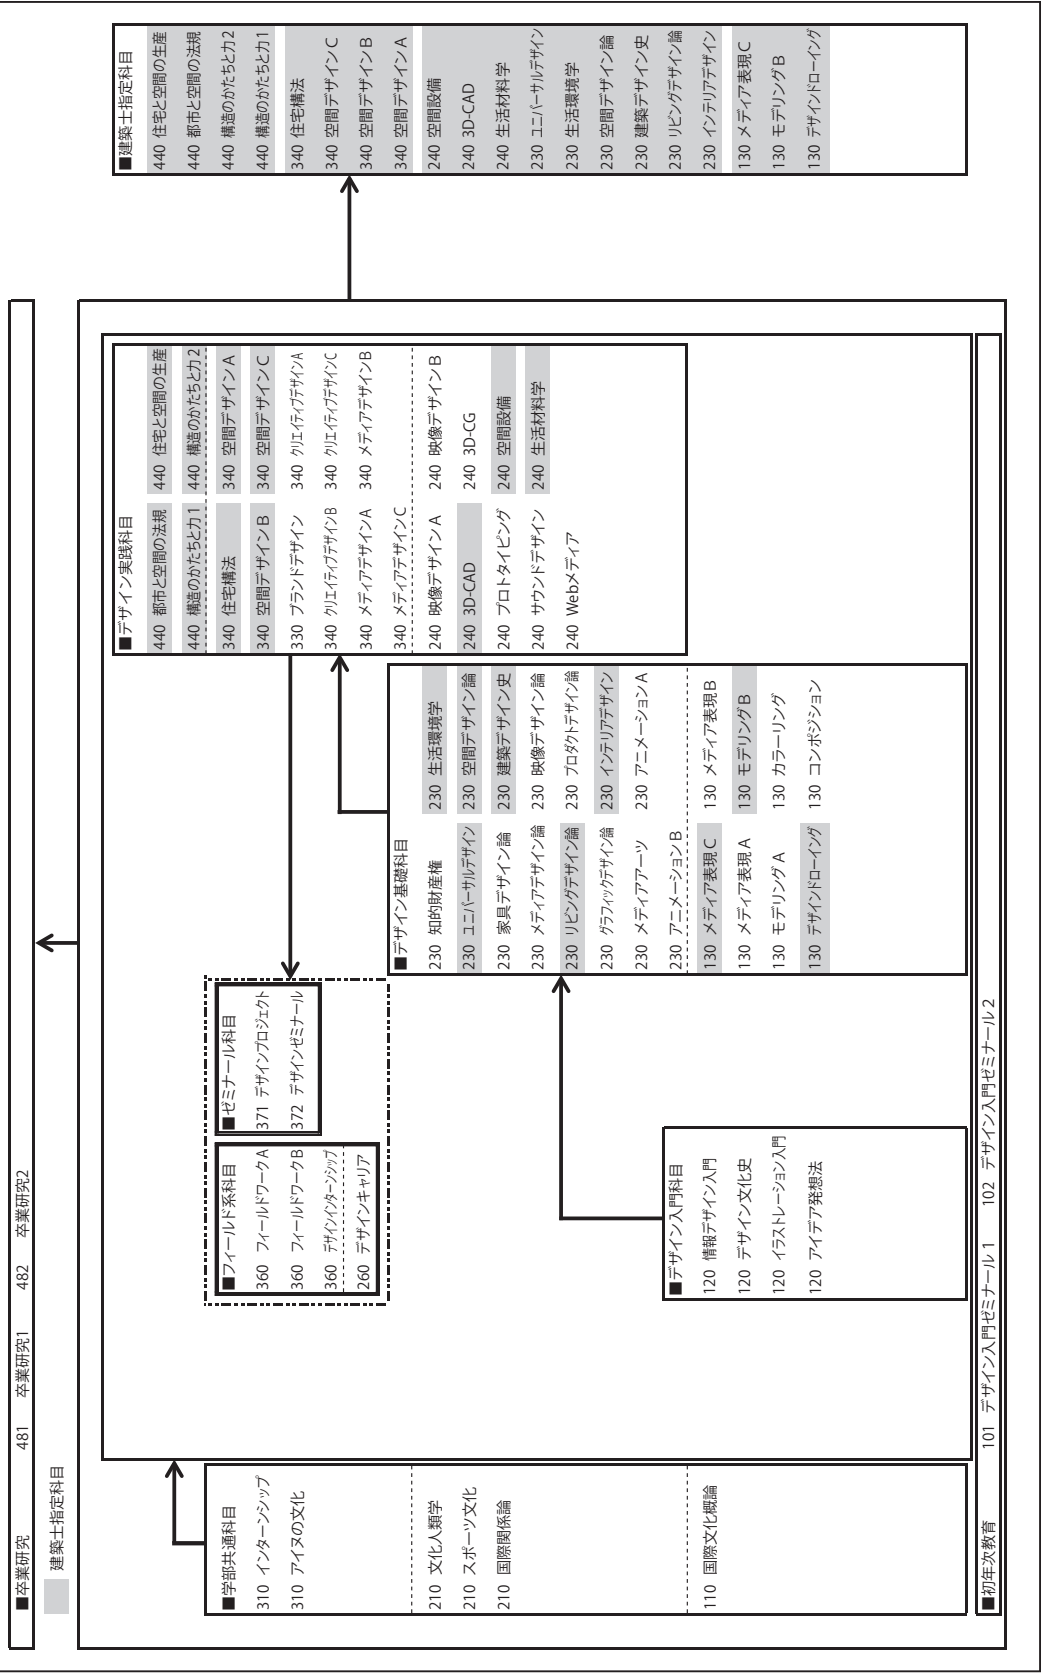 ■卒業研究　481　卒業研究1　482　卒業研究2
建築士指定科目
■学部共通科目
310 インターンシップ
310 アイヌの文化
210 文化人類学
210 スポーツ文化
210 国際関係論
110 国際文化概論
■フィールド系科目
360 フィールドワークA
360 フィールドワークB
360 デザインインターンシップ
260 デザインキャリア
■ゼミナール科目
371 デザインプロジェクト
372 デザインゼミナール
■デザイン入門科目
120 情報デザイン入門
120 デザイン文化史
120 イラストレーション入門
120 アイデア発想法
■デザイン基礎科目
230 知的財産権　230 生活環境学
230 ユニバーサルデザイン　230 空間デザイン論
230 家具デザイン論　230 建築デザイン史
230 メディアデザイン論　230 映像デザイン論
230 リビングデザイン論　230 プロダクトデザイン論
230 グラフィックデザイン論　230 インテリアデザイン
230 メディアアーツ　230 アニメーションA
230 アニメーションB
130 メディア表現C　130 メディア表現B
130 メディア表現A　130 モデリングB
130 モデリングA　130 カラーリング
130 デザインドローイング　130 コンポジション
■デザイン実践科目
440 都市と空間の法規　440 住宅と空間の生産
440 構造のかたちと力1　440 構造のかたちと力2
340 住宅構法　340 空間デザインA
340 空間デザインB　340 空間デザインC
330 ブランドデザイン　340 クリエイティブデザインA
340 クリエイティブデザインB　340 クリエイティブデザインC
340 メディアデザインA　340 メディアデザインB
340 メディアデザインC
240 映像デザインA　240 映像デザインB
240 3D-CAD　240 3D-CG
240 プロトタイピング　240 空間設備
240 サウンドデザイン　240 生活材料学
240 Webメディア
■初年次教育　101 デザイン入門ゼミナール1　102 デザイン入門ゼミナール2
■建築士指定科目
440 住宅と空間の生産
440 都市と空間の法規
440 構造のかたちと力2
440 構造のかたちと力1
340 住宅構法
340 空間デザインC
340 空間デザインB
340 空間デザインA
240 空間設備
240 3D-CAD
240 生活材料学
230 ユニバーサルデザイン
230 生活環境学
230 空間デザイン論
230 建築デザイン史
230 リビングデザイン論
230 インテリアデザイン
130 メディア表現C
130 モデリングB
130 デザインドローイング